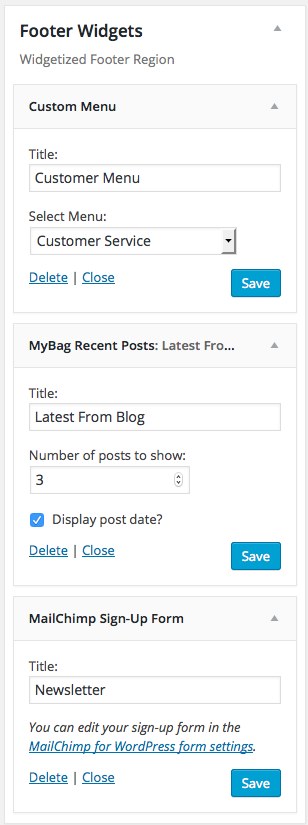 Footer Widgets
Widgetized Footer Region
Custom Menu
Title:
Customer Menu
Select Menu:
Customer Service
Delete | Close
Save
MyBag Recent Posts: Latest Fro...
Title:
Latest From Blog
Number of posts to show:
3
Display post date?
Delete | Close
Save
MailChimp Sign-Up Form
Title:
Newsletter
You can edit your sign-up form in the
MailChimp for WordPress form settings.
Delete | Close
Save